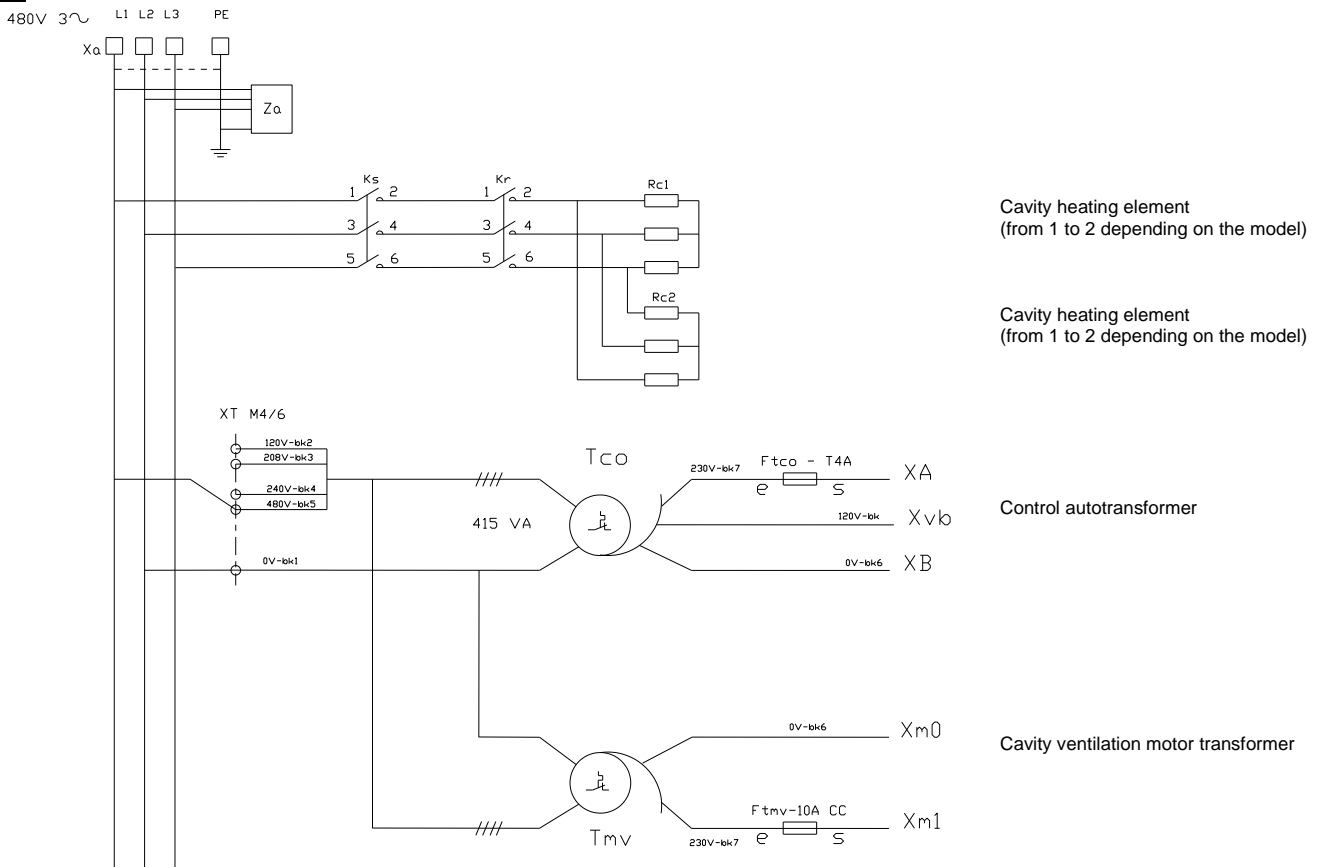 480V 3~ L1 L2 L3 PE
Xa
Za
Ks Kr Rc1
1 2 1 2
3 4 3 4
5 6 5 6
Cavity heating element
(from 1 to 2 depending on the model)
Rc2
Cavity heating element
(from 1 to 2 depending on the model)
XT M4/6
120V-bk2
208V-bk3
240V-bk4
480V-bk5
0V-bk1
415 VA
Tco
230V-bk7 Ftco - T4A XA
e s
120V-bk Xvb
0V-bk6 XB
Control autotransformer
0V-bk6 Xm0
Cavity ventilation motor transformer
Tmv
Ftmv-10A CC Xm1
230V-bk7 e s